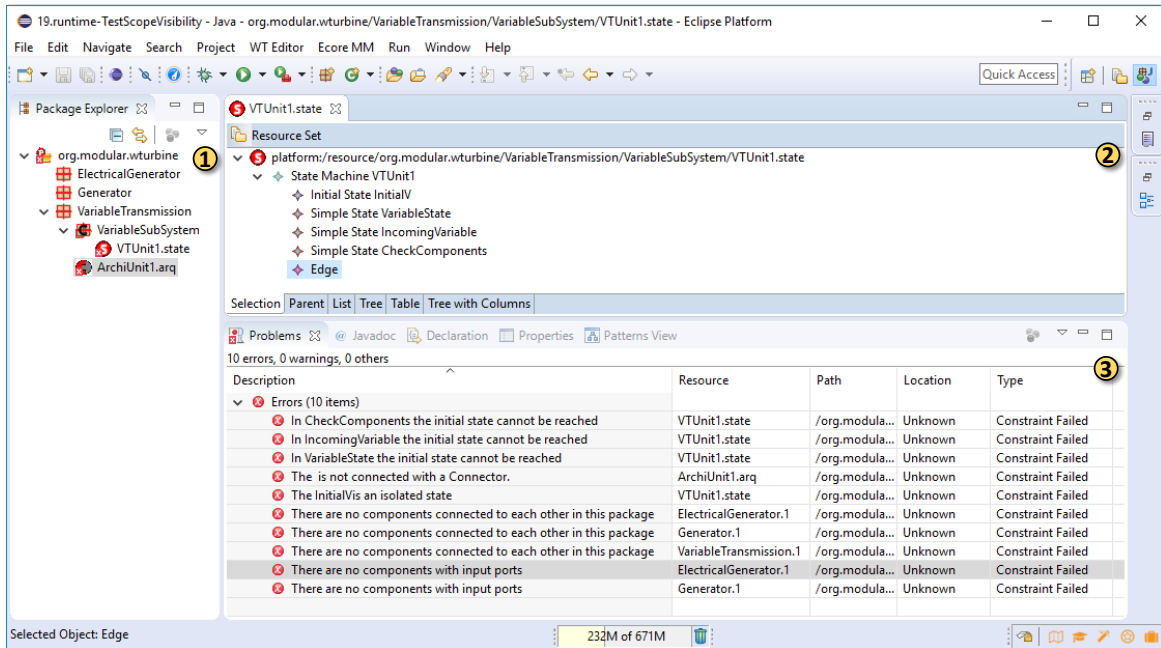 19.runtime-TestScopeVisibility - Java - org.modular.wturbine/VariableTransmission/VariableSubSystem/VTUnit1.state - Eclipse Platform
File Edit Navigate Search Project WT Editor Ecore MM Run Window Help
Quick Access
Package Explorer
VTUnit1.state
Resource Set
1
org.modular.wturbine
ElectricalGenerator
Generator
VariableTransmission
VariableSubSystem
VTUnit1.state
ArchiUnit1.arq
2
platform:/resource/org.modular.wturbine/VariableTransmission/VariableSubSystem/VTUnit1.state
State Machine VTUnit1
Initial State InitialV
Simple State VariableState
Simple State IncomingVariable
Simple State CheckComponents
Edge
Selection Parent List Tree Table Tree with Columns
Problems @ Javadoc Declaration Properties Patterns View
10 errors, 0 warnings, 0 others
3
Description Resource Path Location Type
Errors (10 items)
In CheckComponents the initial state cannot be reached VTUnit1.state /org.modula... Unknown Constraint Failed
In IncomingVariable the initial state cannot be reached VTUnit1.state /org.modula... Unknown Constraint Failed
In VariableState the initial state cannot be reached VTUnit1.state /org.modula... Unknown Constraint Failed
The is not connected with a Connector. ArchiUnit1.arq /org.modula... Unknown Constraint Failed
The InitialVis an isolated state VTUnit1.state /org.modula... Unknown Constraint Failed
There are no components connected to each other in this package ElectricalGenerator.1 /org.modula... Unknown Constraint Failed
There are no components connected to each other in this package Generator.1 /org.modula... Unknown Constraint Failed
There are no components connected to each other in this package VariableTransmission.1 /org.modula... Unknown Constraint Failed
There are no components with input ports ElectricalGenerator.1 /org.modula... Unknown Constraint Failed
There are no components with input ports Generator.1 /org.modula... Unknown Constraint Failed
Selected Object: Edge
232M of 671M